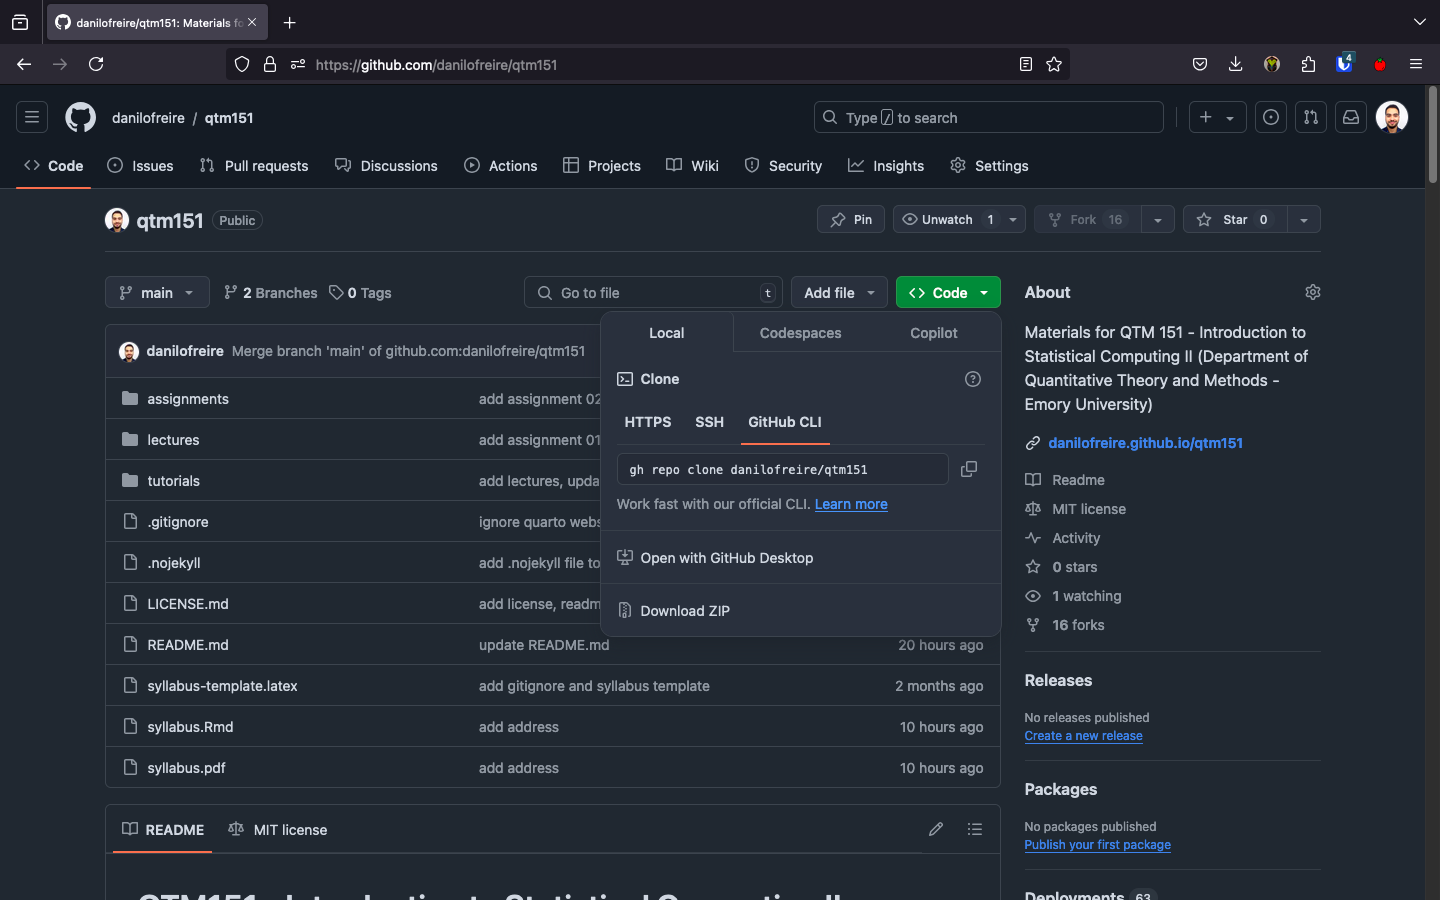 danilofreire/qtm151: Materials fo
https://github.com/danilofreire/qtm151
4
danilofreire / qtm151
Type / to search
Code Issues Pull requests Discussions Actions Projects Wiki Security Insights Settings
qtm151 Public
Pin Unwatch 1 Fork 16 Star 0
main 2 Branches 0 Tags
Go to file t Add file Code
Local Codespaces Copilot
Clone
HTTPS SSH GitHub CLI
gh repo clone danilofreire/qtm151
Work fast with our official CLI. Learn more
Open with GitHub Desktop
Download ZIP
danilofreire Merge branch 'main' of github.com:danilofreire/qtm151
assignments add assignment 02
lectures add assignment 01
tutorials add lectures, upda
.gitignore ignore quarto webs
.nojekyll add .nojekyll file to
LICENSE.md add license, readm
README.md update README.md 20 hours ago
syllabus-template.latex add gitignore and syllabus template 2 months ago
syllabus.Rmd add address 10 hours ago
syllabus.pdf add address 10 hours ago
README MIT license
About
Materials for QTM 151 - Introduction to
Statistical Computing II (Department of
Quantitative Theory and Methods -
Emory University)
danilofreire.github.io/qtm151
Readme
MIT license
Activity
0 stars
1 watching
16 forks
Releases
No releases published
Create a new release
Packages
No packages published
Publish your first package
Deployments 63